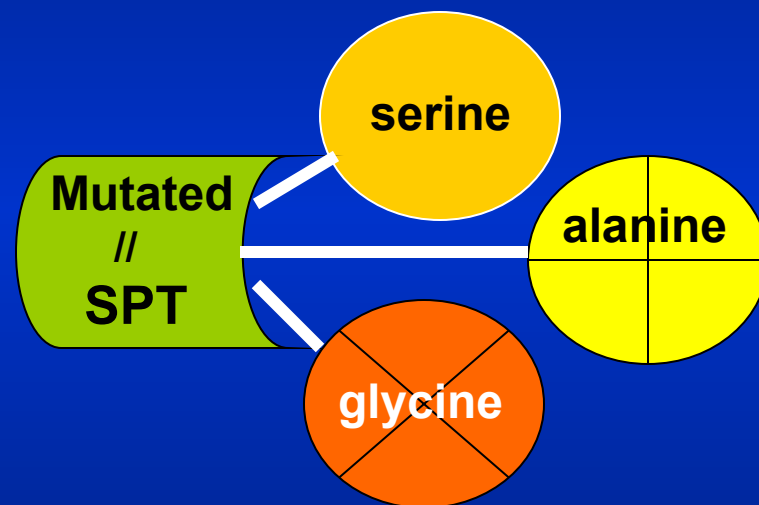 serine
Mutated
//
SPT
alanine
glycine